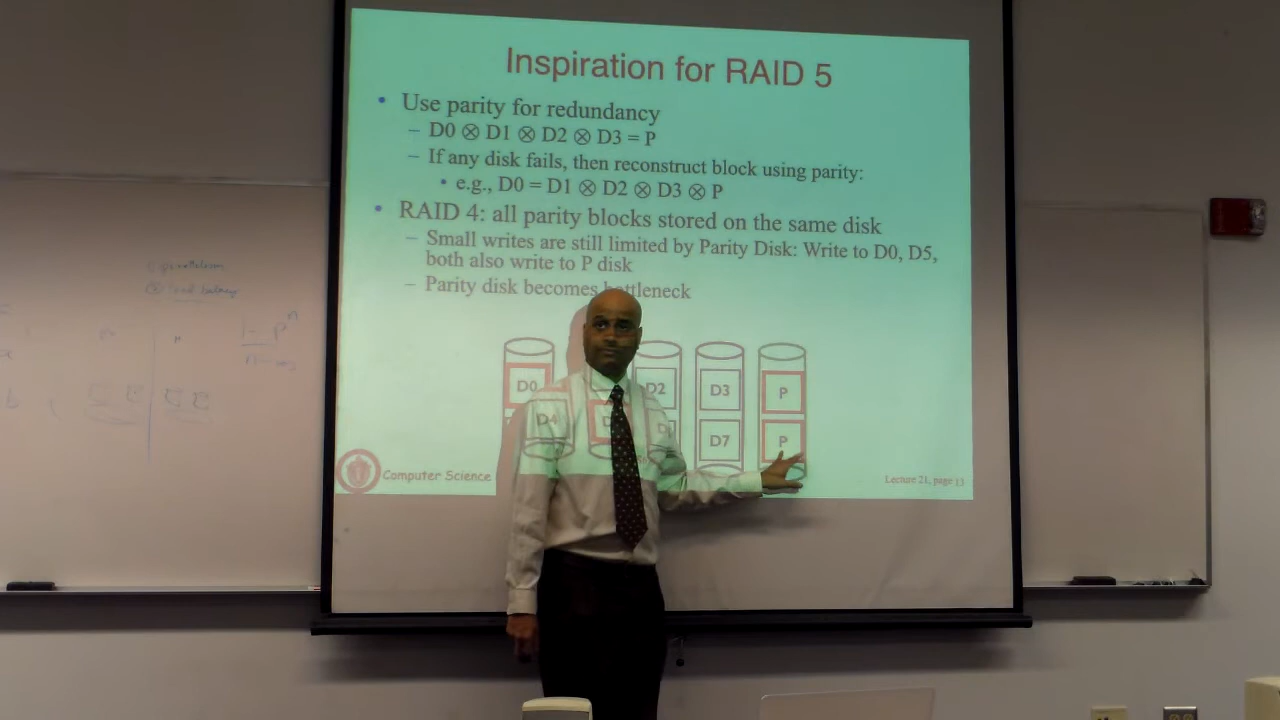 Inspiration for RAID 5
• Use parity for redundancy
– D0 ⊗ D1 ⊗ D2 ⊗ D3 = P
– If any disk fails, then reconstruct block using parity:
• e.g., D0 = D1 ⊗ D2 ⊗ D3 ⊗ P
• RAID 4: all parity blocks stored on the same disk
– Small writes are still limited by Parity Disk: Write to D0, D5,
both also write to P disk
– Parity disk becomes bottleneck
D0 D2 D3 P
D4 D7 P
Computer Science
Lecture 21, page 13